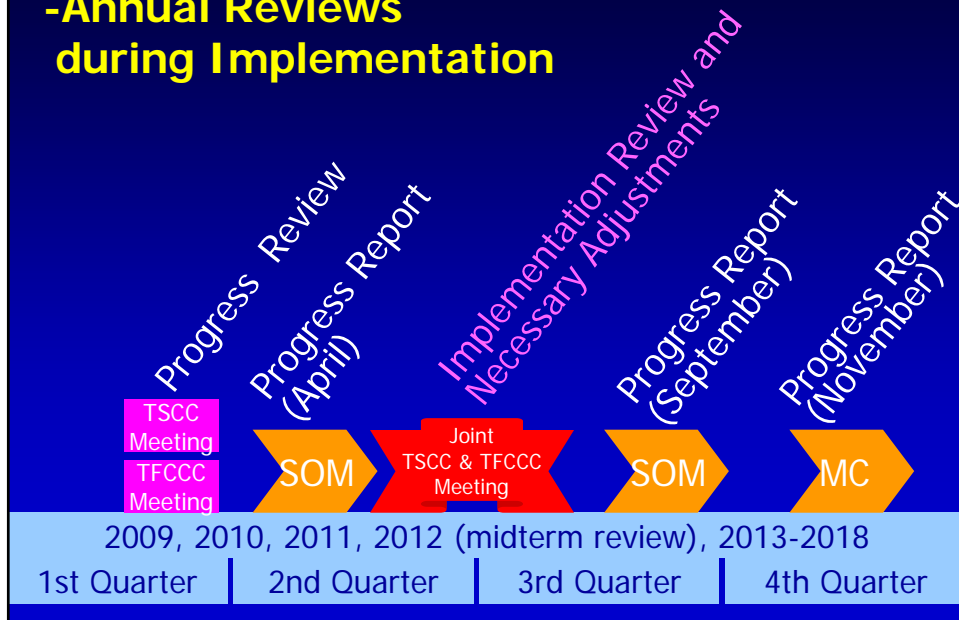 -Annual Reviews
during Implementation
Progress Review
Progress Report
(April)
Implementation Review and
Necessary Adjustments
Progress Report
(September)
Progress Report
(November)
TSCC
Meeting
TFCCC
Meeting
SOM
Joint
TSCC & TFCCC
Meeting
SOM
MC
2009, 2010, 2011, 2012 (midterm review), 2013-2018
1st Quarter
2nd Quarter
3rd Quarter
4th Quarter